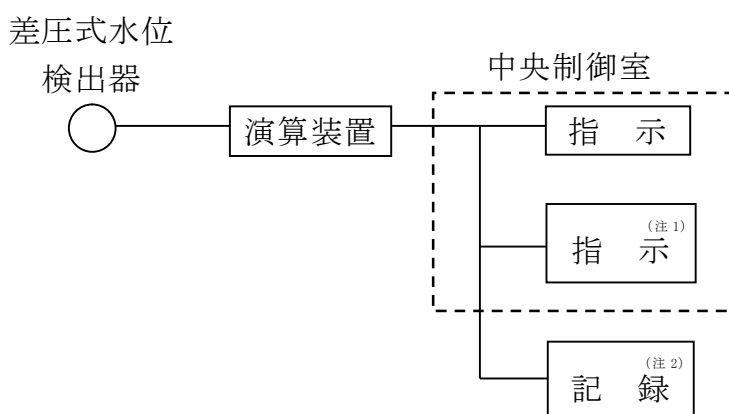 差圧式水位
検出器
中央制御室
演算装置
指 示
指 示(注1)
記 録(注2)